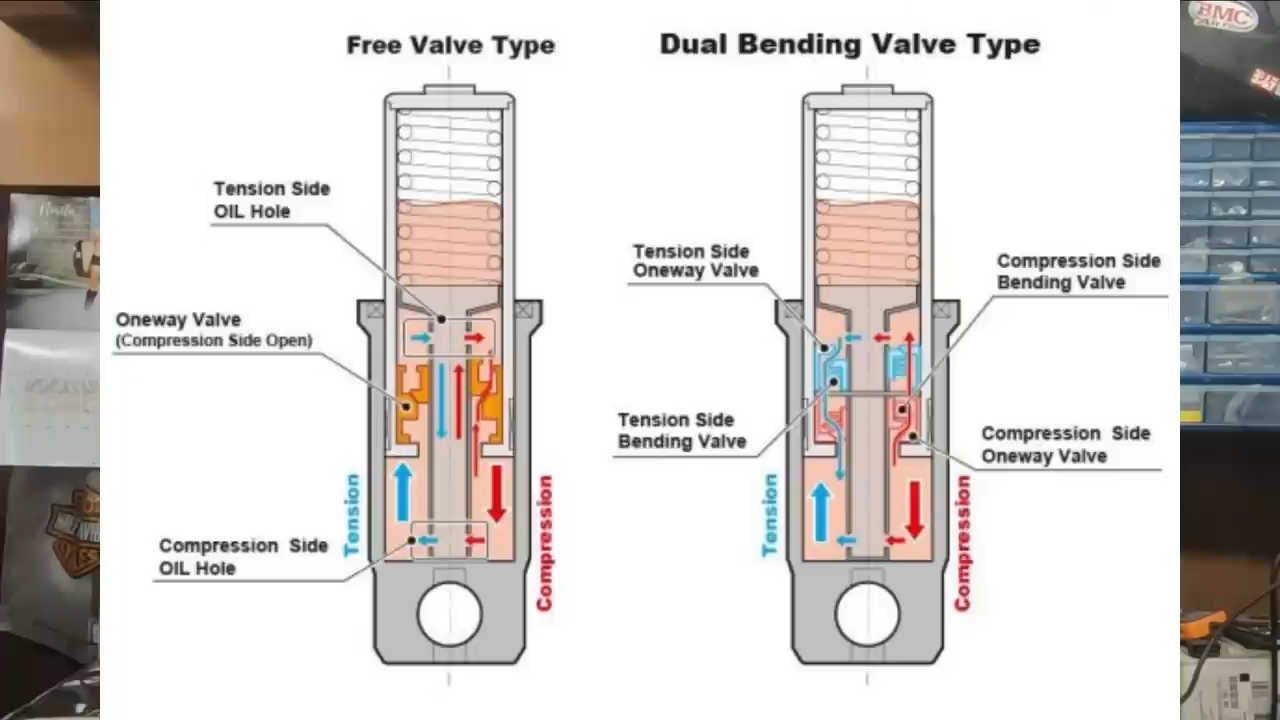 Free Valve Type
Dual Bending Valve Type
Tension Side
OIL Hole
Oneway Valve
(Compression Side Open)
Compression Side
OIL Hole
Tension
Compression
Tension Side
Oneway Valve
Compression Side
Bending Valve
Tension Side
Bending Valve
Compression Side
Oneway Valve
Tension
Compression
BMC